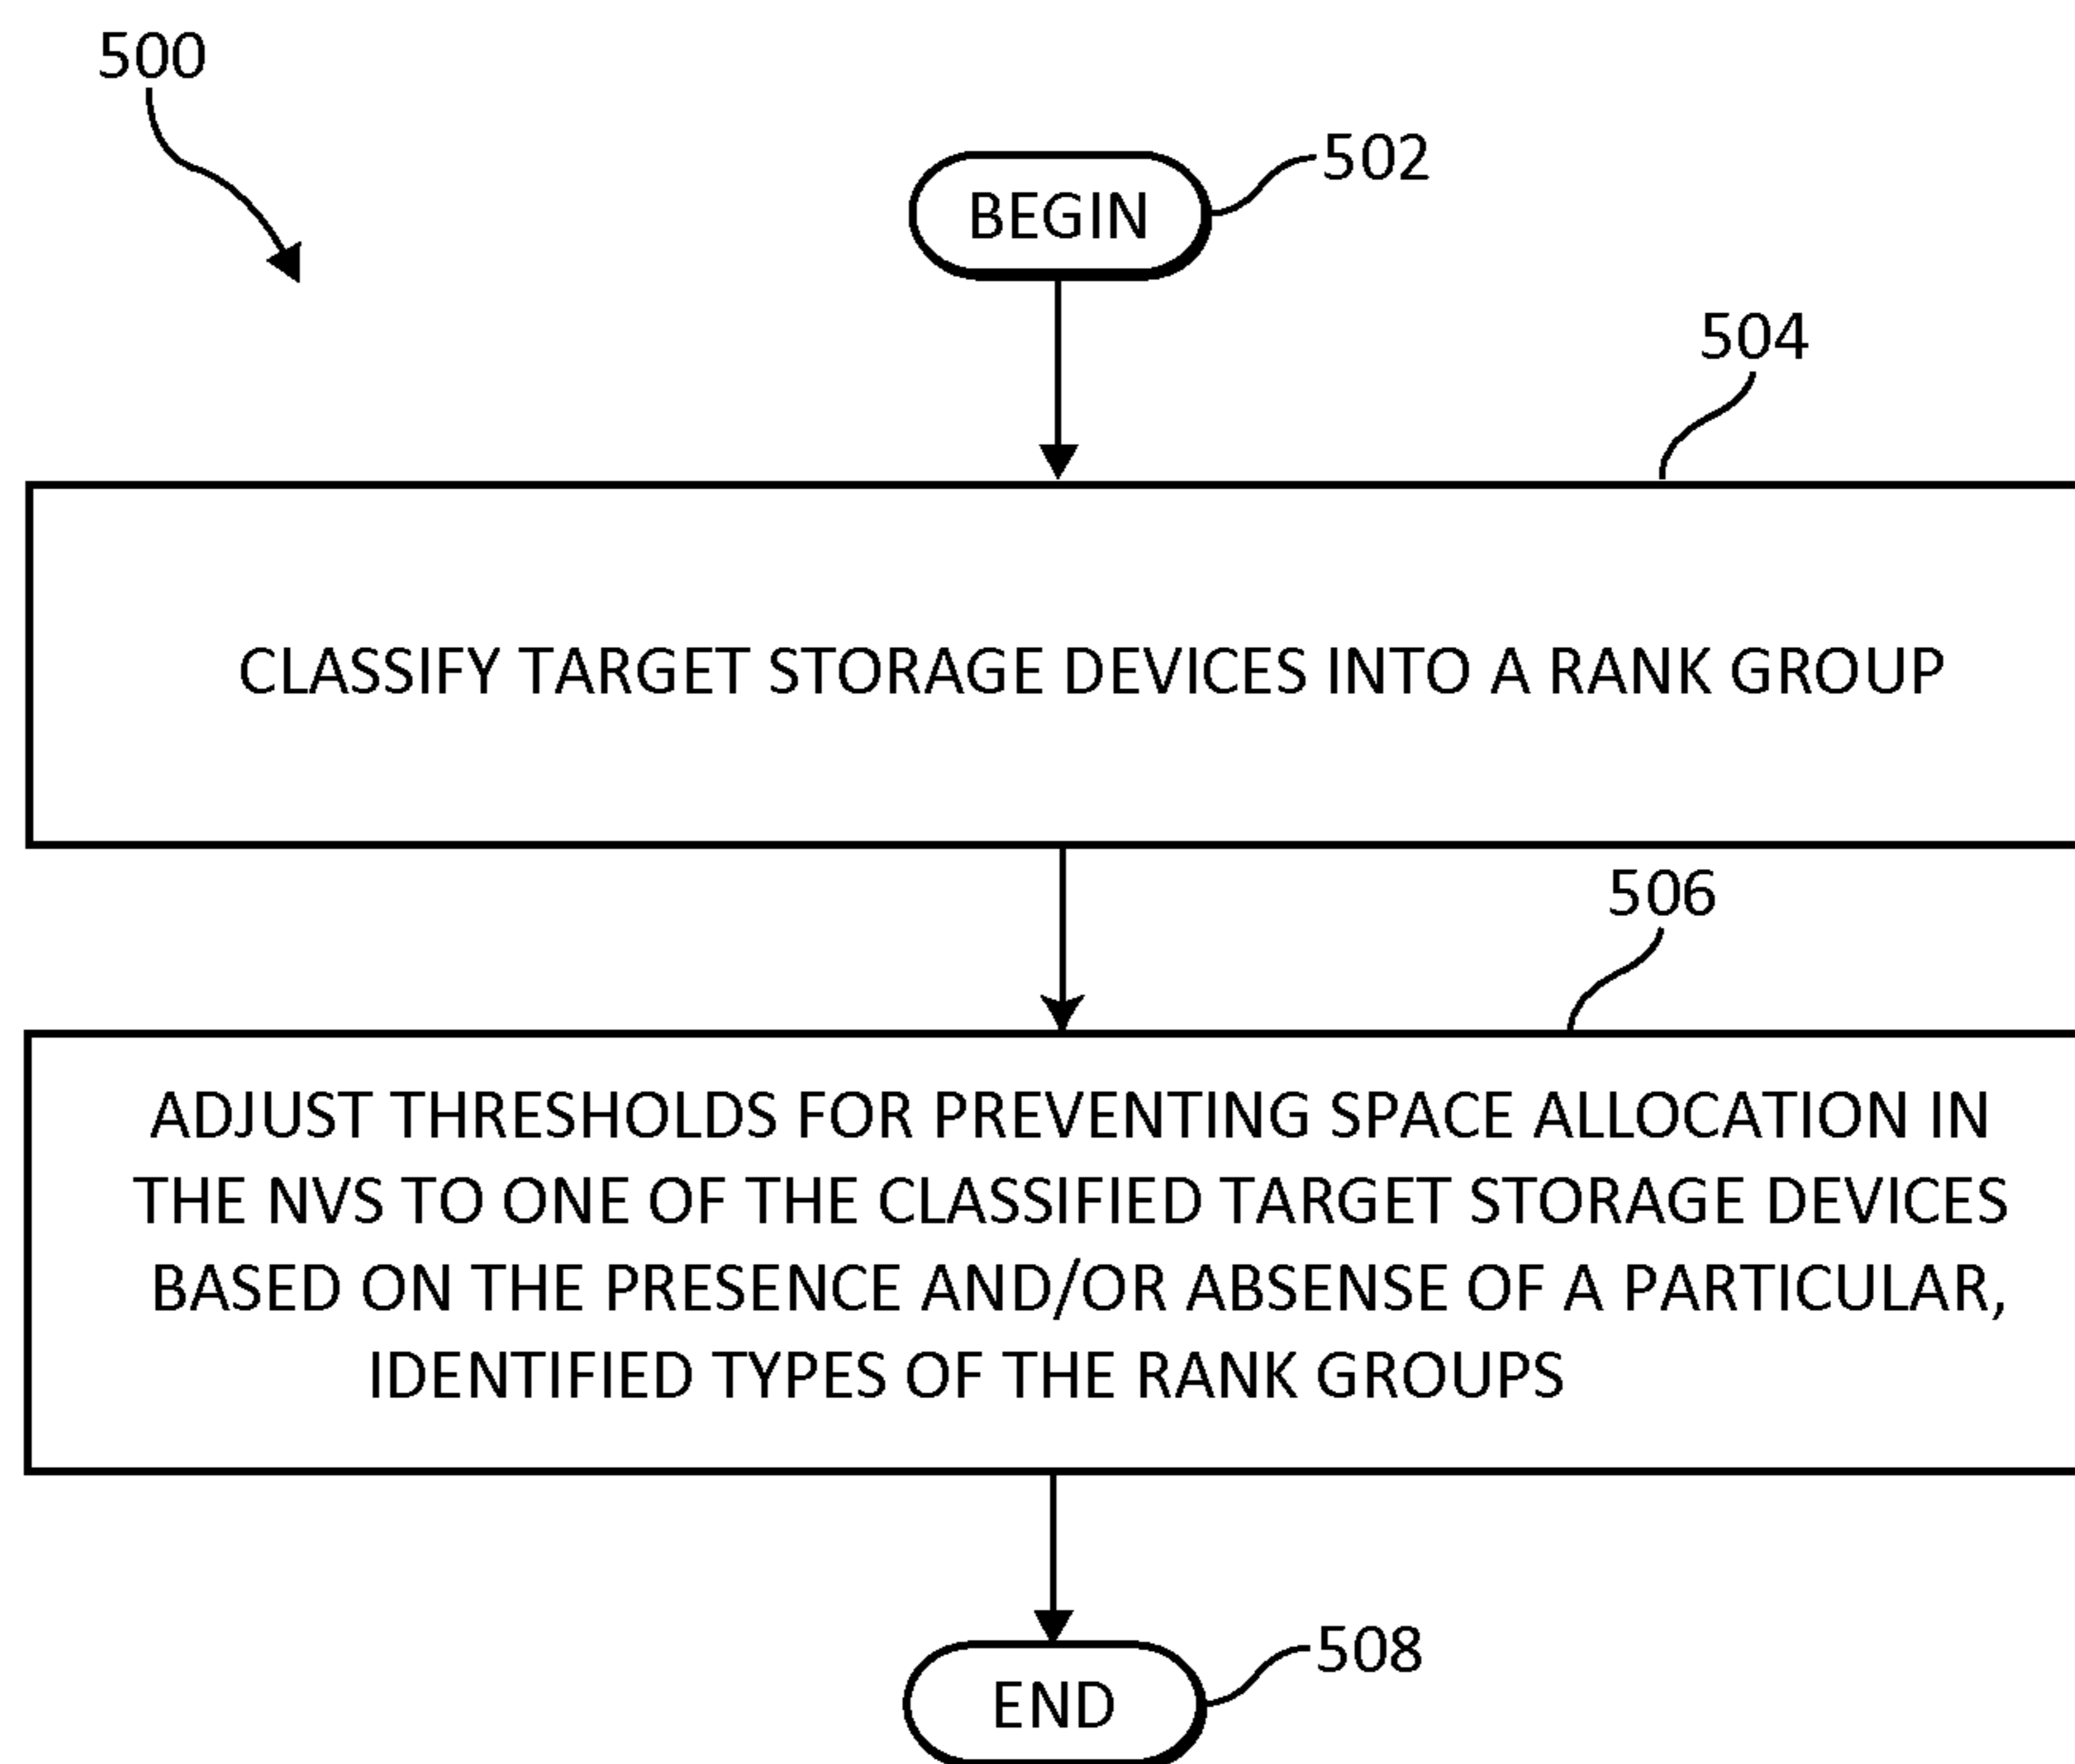 500
BEGIN
502
504
CLASSIFY TARGET STORAGE DEVICES INTO A RANK GROUP
506
ADJUST THRESHOLDS FOR PREVENTING SPACE ALLOCATION IN
THE NVS TO ONE OF THE CLASSIFIED TARGET STORAGE DEVICES
BASED ON THE PRESENCE AND/OR ABSENSE OF A PARTICULAR,
IDENTIFIED TYPES OF THE RANK GROUPS
END
508